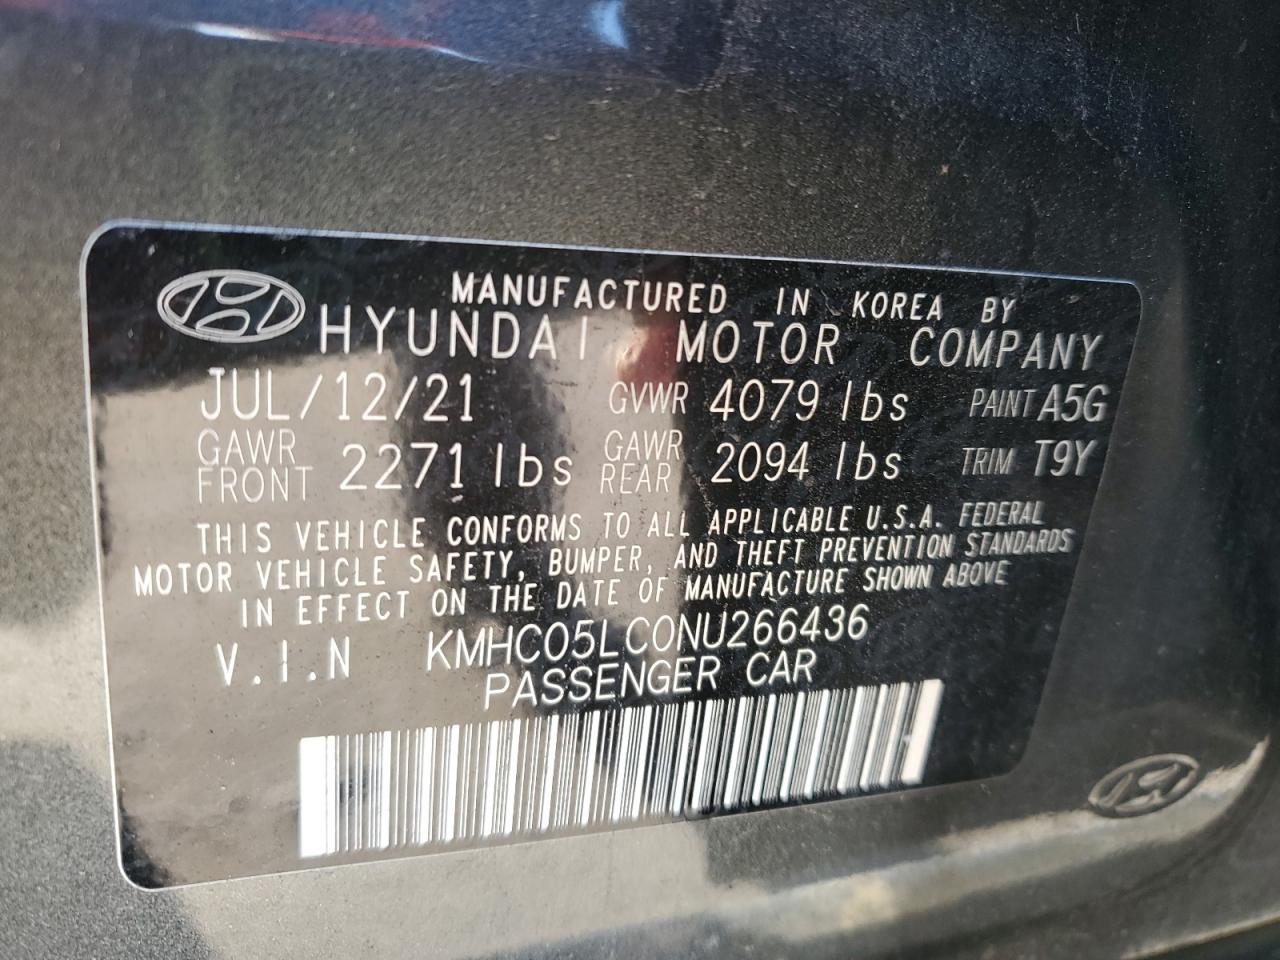 MANUFACTURED IN KOREA BY
HYUNDAI MOTOR COMPANY
JUL/12/21 GVWR 4079 lbs PAINT A5G
GAWR FRONT 2271 lbs GAWR REAR 2094 lbs TRIM T9Y
THIS VEHICLE CONFORMS TO ALL APPLICABLE U.S.A. FEDERAL
MOTOR VEHICLE SAFETY, BUMPER, AND THEFT PREVENTION STANDARDS
IN EFFECT ON THE DATE OF MANUFACTURE SHOWN ABOVE
V.I.N KMHC05LC0NU266436
PASSENGER CAR